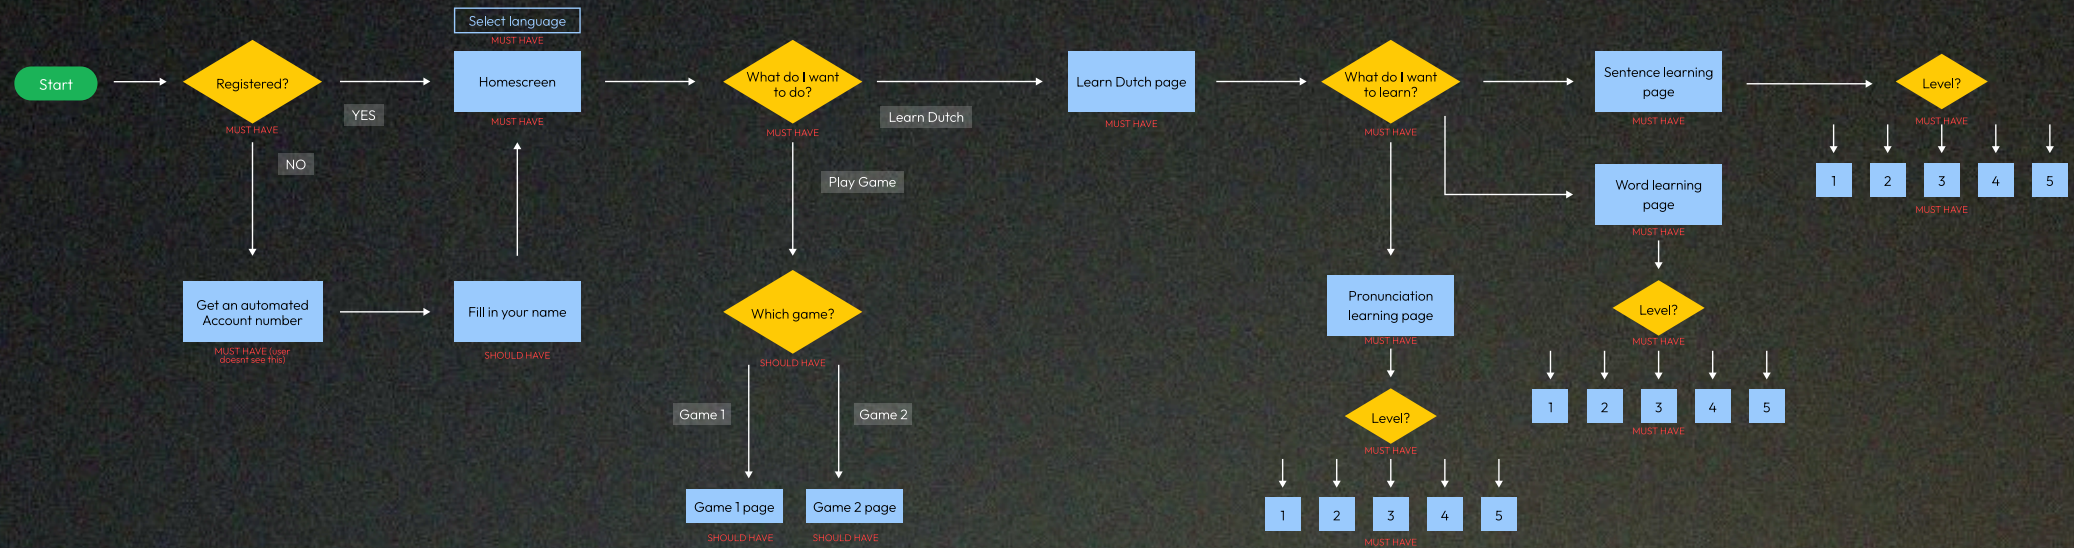 Select language
MUST HAVE
Start
Registered?
MUST HAVE
YES
NO
Homescreen
MUST HAVE
What do I want
to do?
MUST HAVE
Learn Dutch
Play Game
Learn Dutch page
MUST HAVE
What do I want
to learn?
MUST HAVE
Sentence learning
page
MUST HAVE
Level?
MUST HAVE
1
2
3
4
5
MUST HAVE
Word learning
page
MUST HAVE
Level?
MUST HAVE
1
2
3
4
5
MUST HAVE
Pronunciation
learning page
MUST HAVE
Level?
MUST HAVE
1
2
3
4
5
MUST HAVE
Get an automated
Account number
MUST HAVE (user
doesnt see this)
Fill in your name
SHOULD HAVE
Which game?
SHOULD HAVE
Game 1
Game 2
Game 1 page
SHOULD HAVE
Game 2 page
SHOULD HAVE